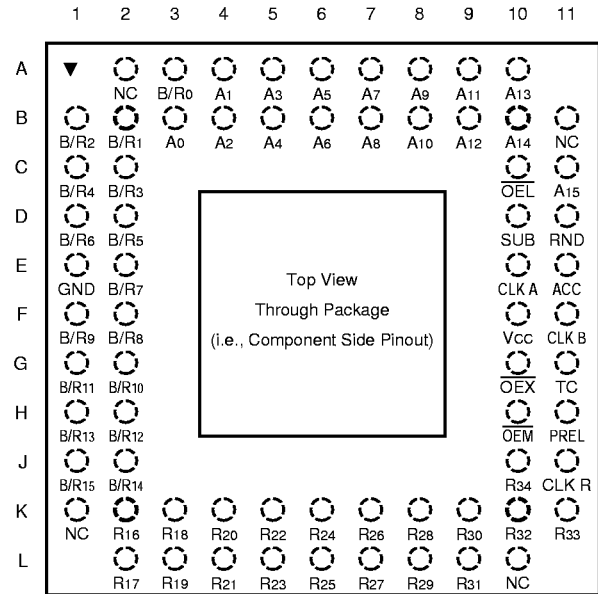 1 2 3 4 5 6 7 8 9 10 11
A
NC B/R0 A1 A3 A5 A7 A9 A11 A13
B
B/R2 B/R1 A0 A2 A4 A6 A8 A10 A12 A14 NC
C
B/R4 B/R3 OEL A15
D
B/R6 B/R5 SUB RND
E
GND B/R7 CLK A ACC
Top View
Through Package
(i.e., Component Side Pinout)
F
B/R9 B/R8 VCC CLK B
G
B/R11 B/R10 OEX TC
H
B/R13 B/R12 OEM PREL
J
B/R15 B/R14 R34 CLK R
K
NC R16 R18 R20 R22 R24 R26 R28 R30 R32 R33
L
R17 R19 R21 R23 R25 R27 R29 R31 NC